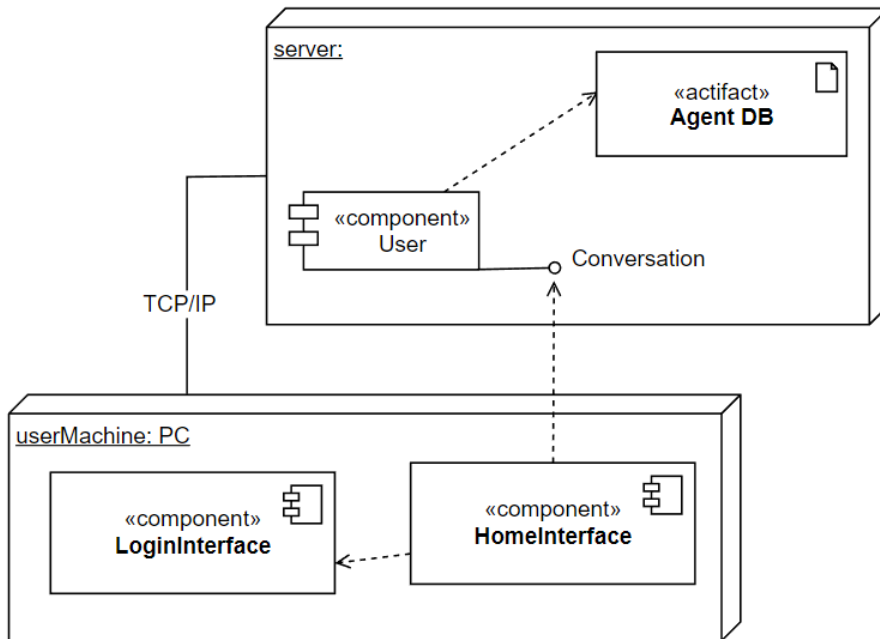 server:
«actifact»
Agent DB
«component»
User
Conversation
TCP/IP
userMachine: PC
«component»
LoginInterface
«component»
HomeInterface